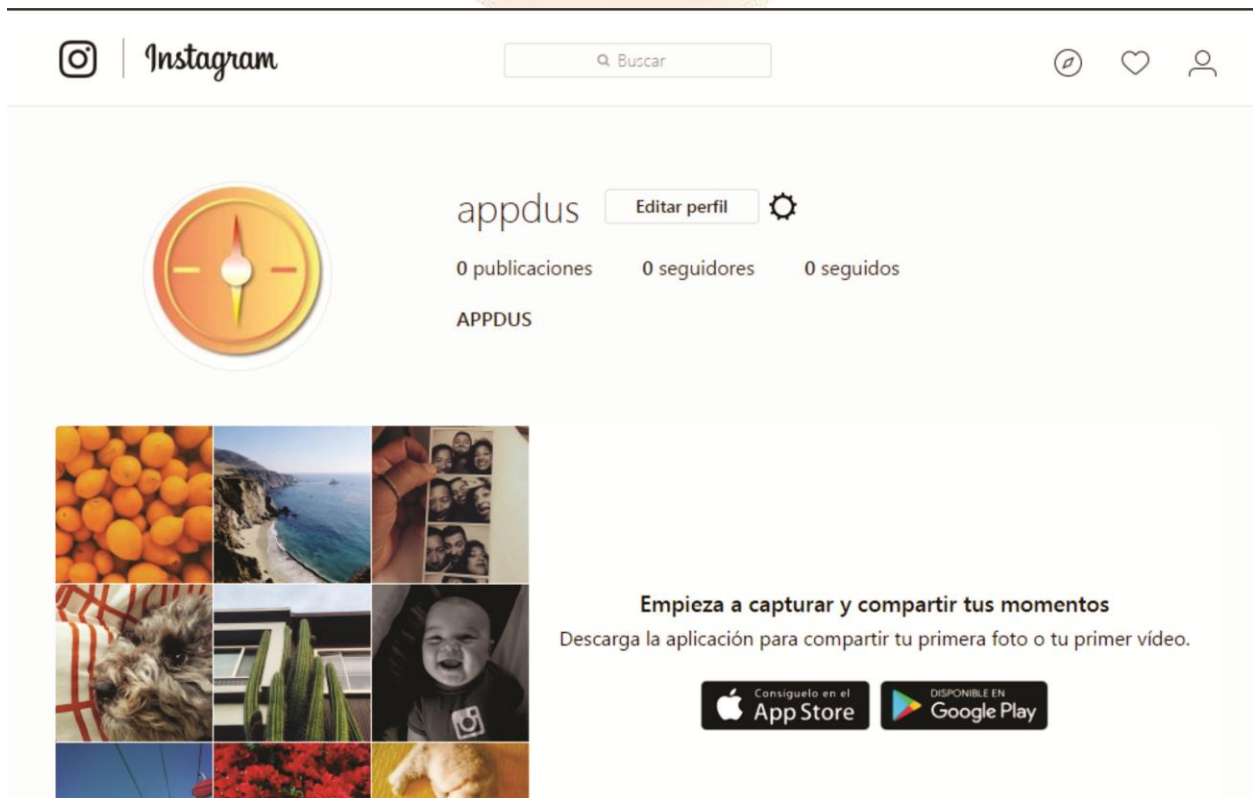 Instagram
Buscar
appdus Editar perfil
0 publicaciones 0 seguidores 0 seguidos
APPDUS
Empieza a capturar y compartir tus momentos
Descarga la aplicación para compartir tu primera foto o tu primer vídeo.
Consíguelo en el
App Store
DISPONIBLE EN
Google Play